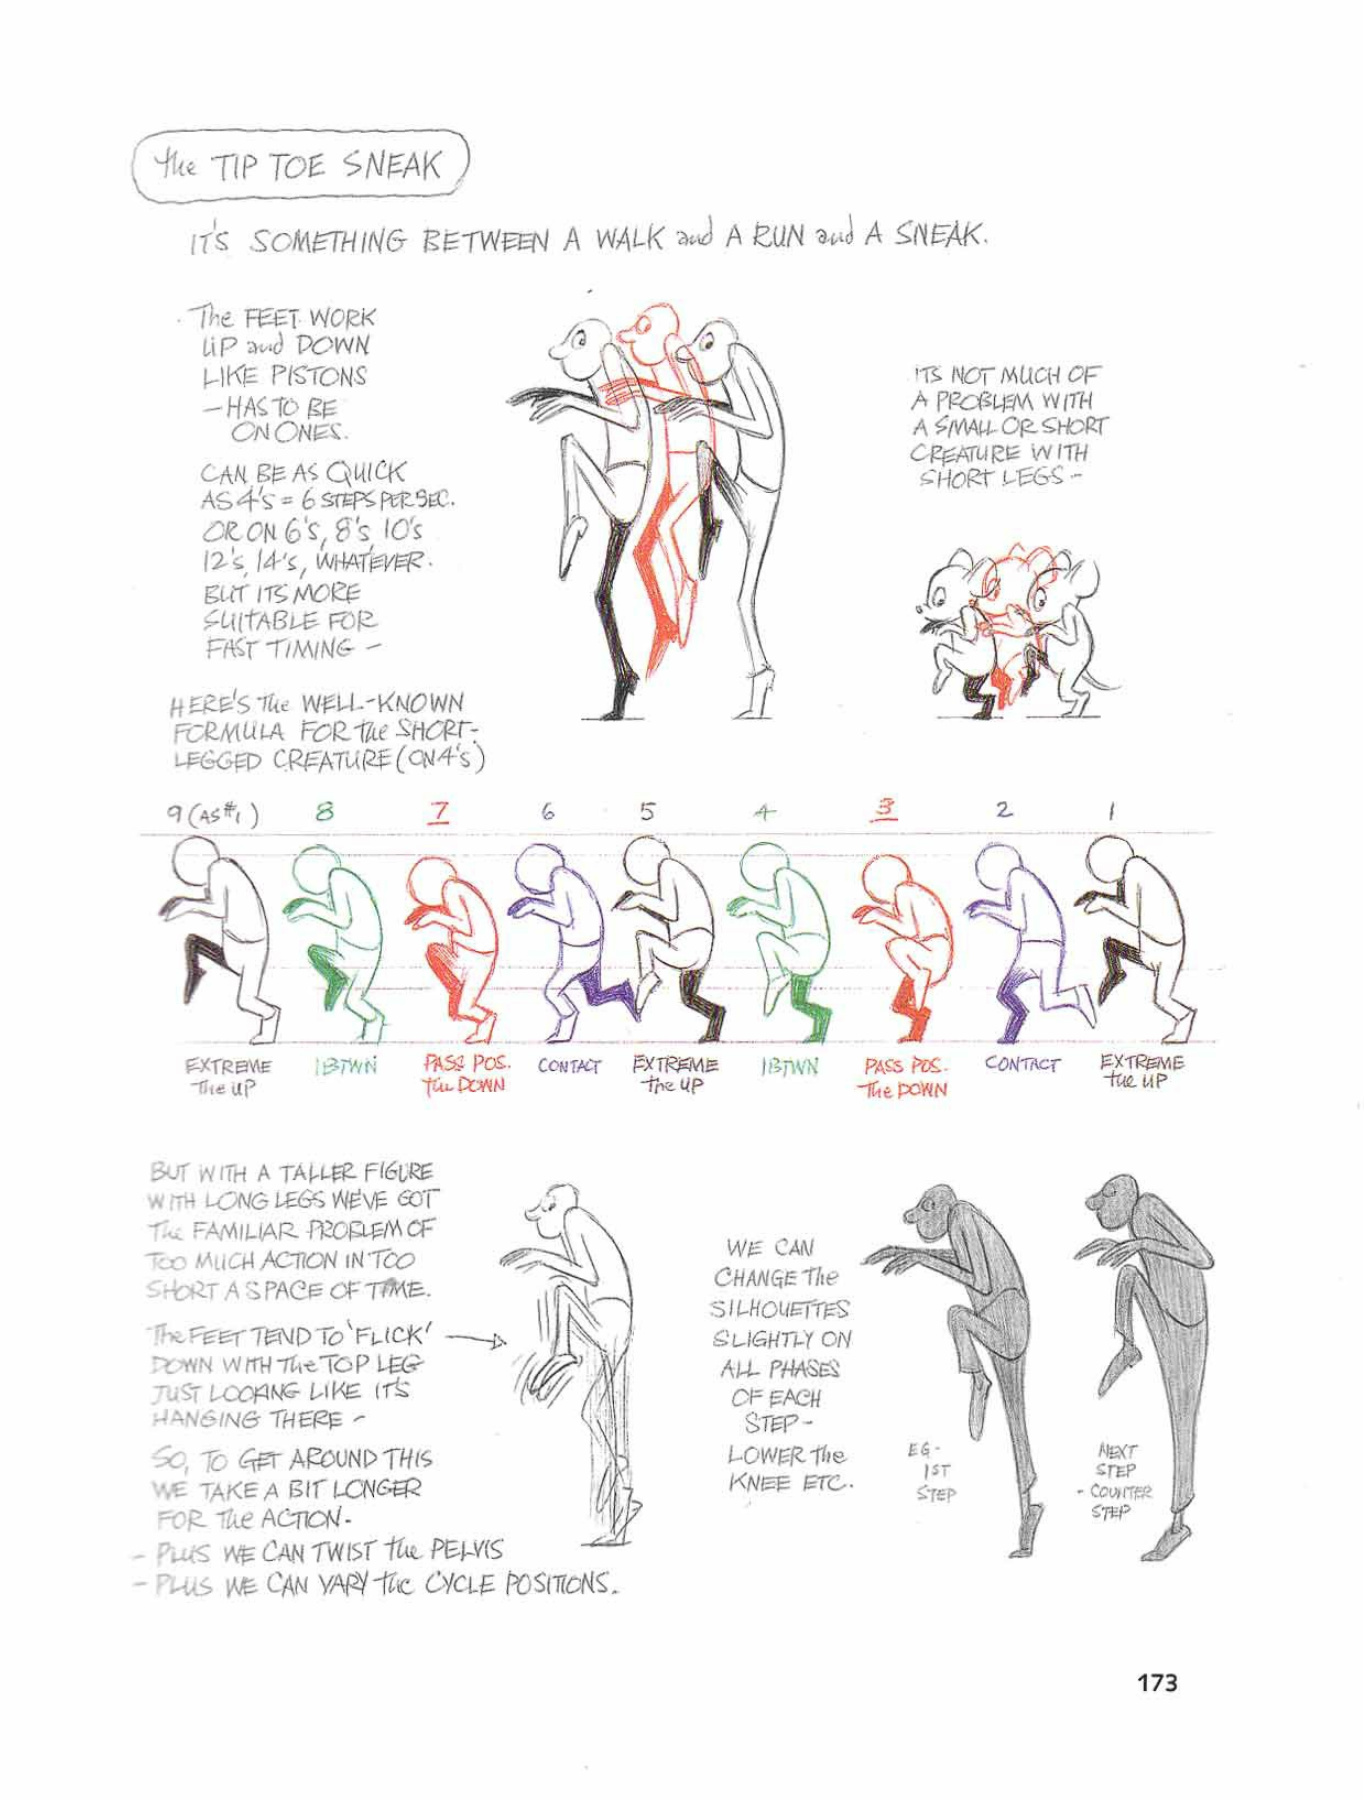 the TIP TOE SNEAK
IT'S SOMETHING BETWEEN A WALK and A RUN and A SNEAK.
The FEET WORK
UP and DOWN
LIKE PISTONS
- HAS TO BE
ON ONES.
CAN BE AS QUICK
AS 4's = 6 STEPS PER SEC.
OR ON 6's, 8's, 10's
12's, 14's, WHATEVER.
BUT ITS MORE
SUITABLE FOR
FAST TIMING -
ITS NOT MUCH OF
A PROBLEM WITH
A SMALL OR SHORT
CREATURE WITH
SHORT LEGS -
HERE'S The WELL-KNOWN
FORMULA FOR the SHORT-
LEGGED CREATURE (ON 4's)
9 (AS #1) 8 7 6 5 4 3 2 1
EXTREME IBTWN PASS POS. CONTACT EXTREME IBTWN PASS POS. CONTACT EXTREME
The UP the DOWN the UP The DOWN the UP
BUT WITH A TALLER FIGURE
WITH LONG LEGS WE'VE GOT
The FAMILIAR PROBLEM OF
TOO MUCH ACTION IN TOO
SHORT A SPACE OF TIME.
The FEET TEND TO 'FLICK'
DOWN WITH The TOP LEG
JUST LOOKING LIKE IT'S
HANGING THERE -
SO, TO GET AROUND THIS
WE TAKE A BIT LONGER
FOR The ACTION.
- PLUS WE CAN TWIST the PELVIS
- PLUS WE CAN VARY the CYCLE POSITIONS.
WE CAN
CHANGE The
SILHOUETTES
SLIGHTLY ON
ALL PHASES
OF EACH
STEP -
LOWER The
KNEE ETC.
EG -
1ST
STEP
NEXT
STEP
- COUNTER
STEP
173